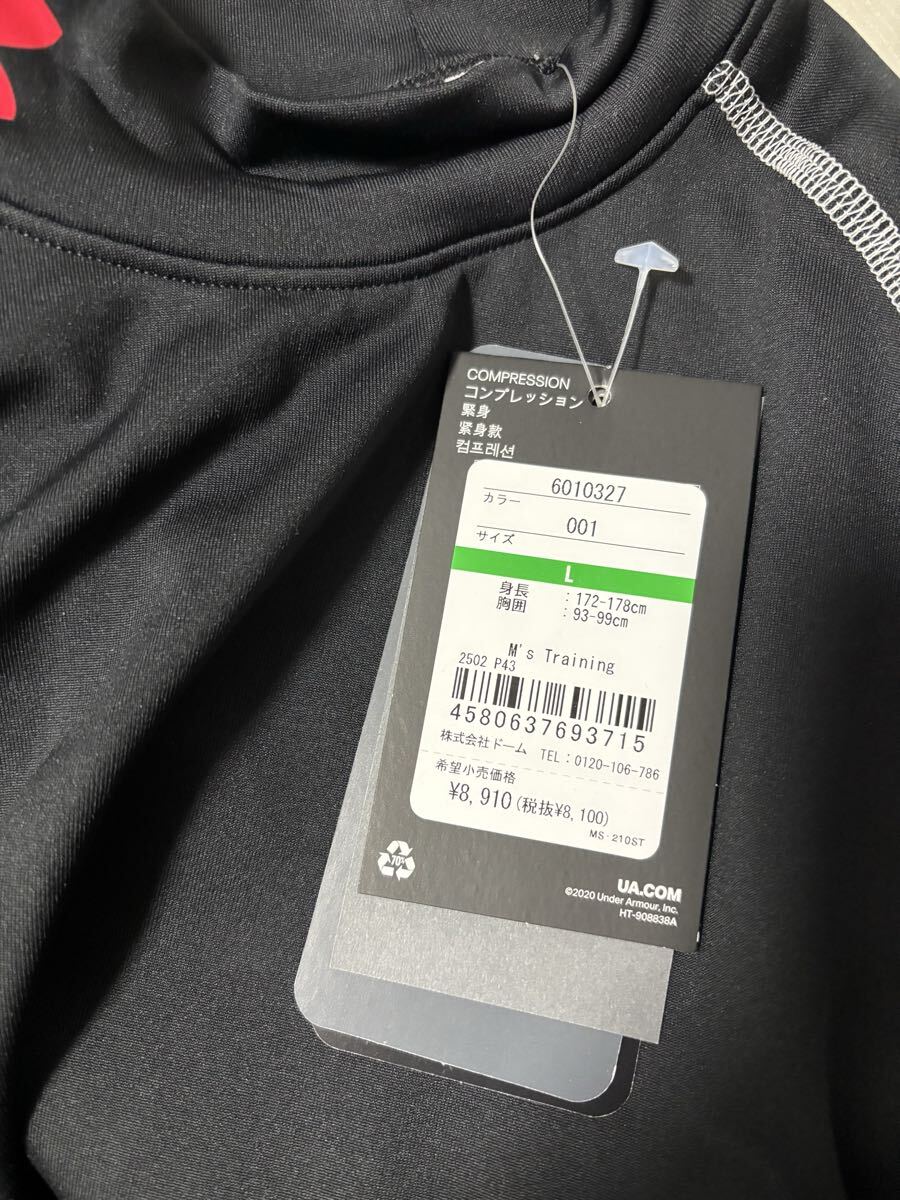 COMPRESSION
コンプレッション
緊身
紧身款
컴프레션
6010327
カラー
001
サイズ
L
身長 : 172-178cm
胸囲 : 93-99cm
M's Training
2502 P43
4580637693715
株式会社ドーム TEL : 0120-106-786
希望小売価格
¥8,910(税抜¥8,100)
MS-210ST
70%
UA.COM
©2020 Under Armour, Inc.
HT-908838A